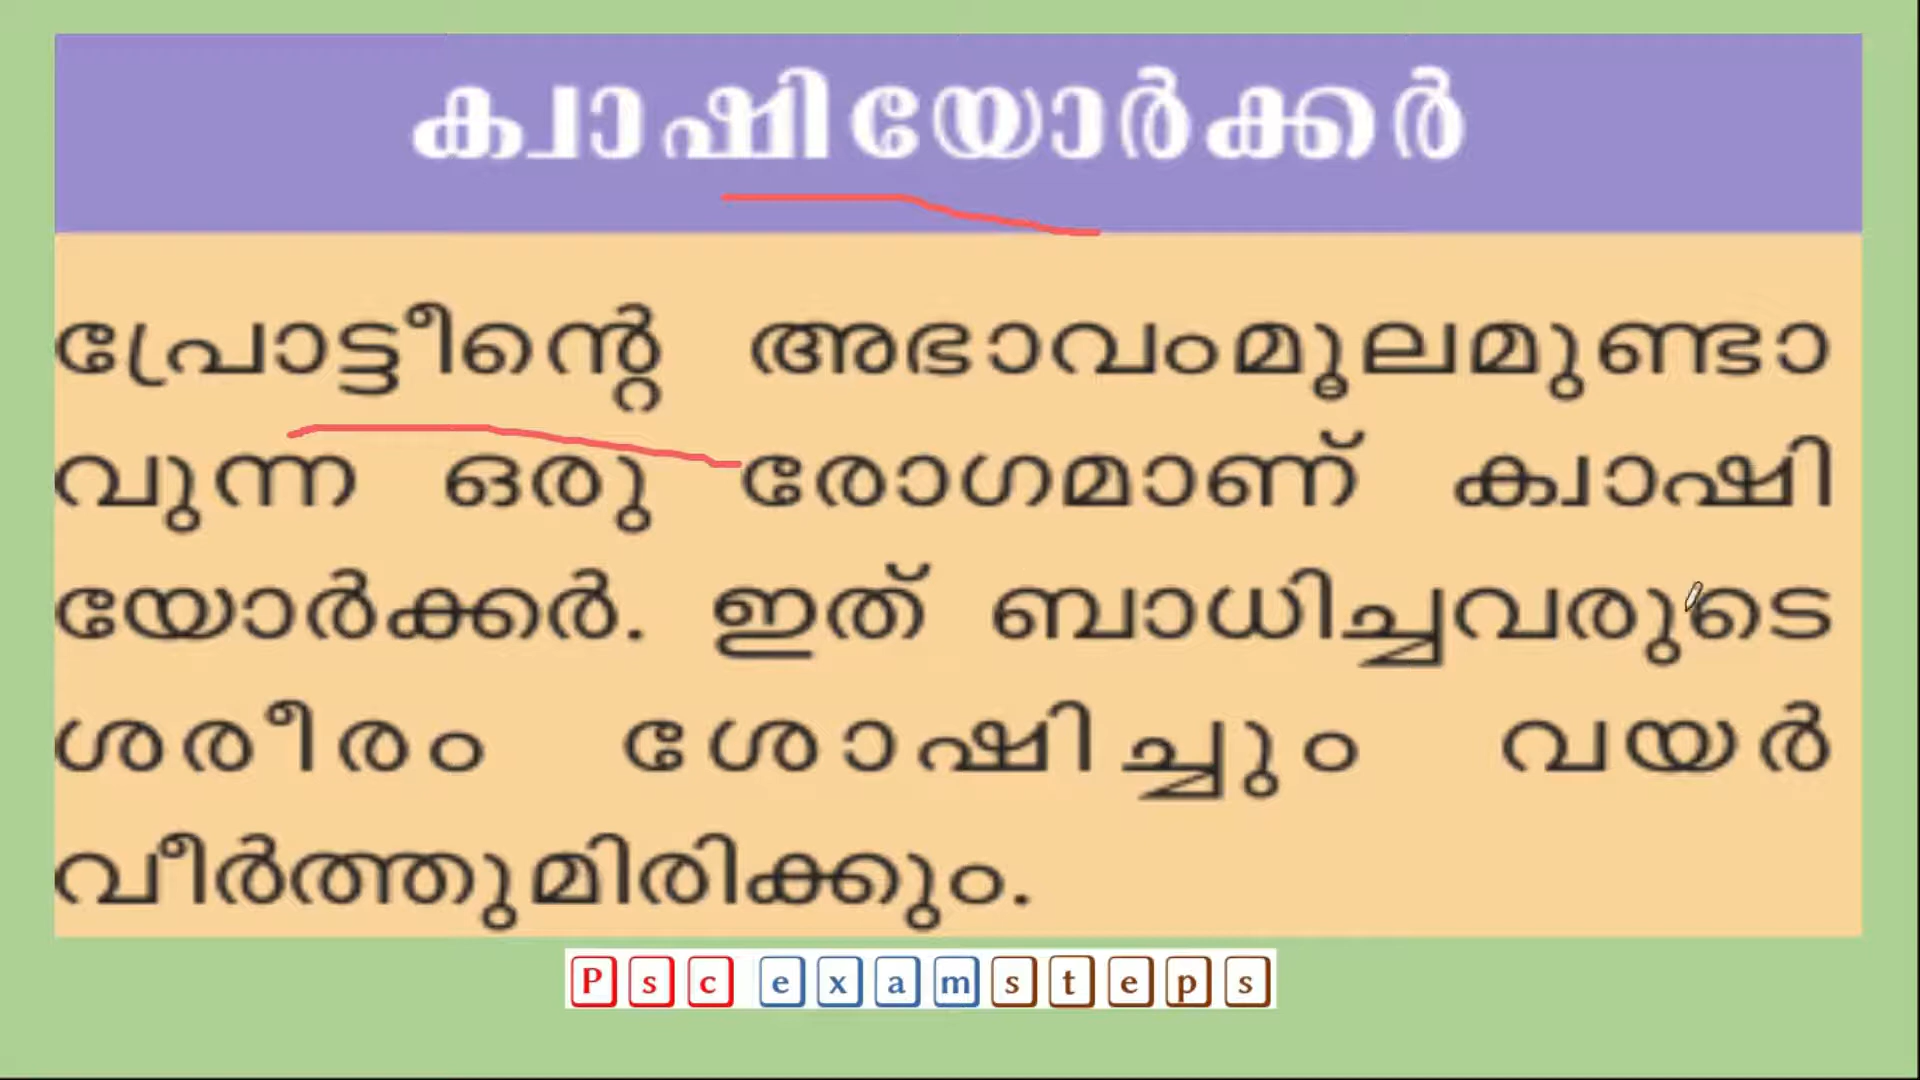 ക്വാഷിയോർക്കർ
പ്രോട്ടീന്റെ അഭാവംമൂലമുണ്ടാ
വുന്ന ഒരു രോഗമാണ് ക്വാഷി
യോർക്കർ. ഇത് ബാധിച്ചവരുടെ
ശരീരം ശോഷിച്ചും വയർ
വീർത്തുമിരിക്കും.
Psc examsteps